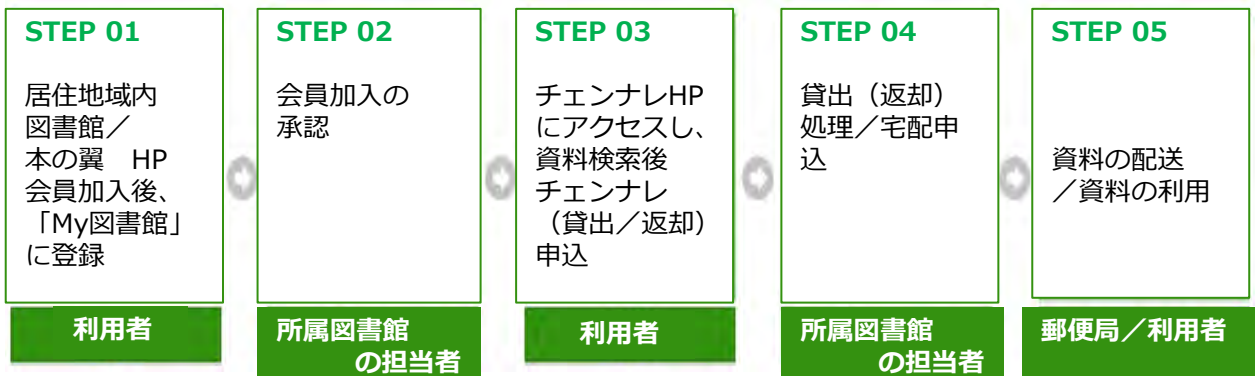 STEP 01
居住地域内
図書館／
本の翼　HP
会員加入後、
「My図書館」
に登録
利用者
STEP 02
会員加入の
承認
所属図書館
の担当者
STEP 03
チェンナレHP
にアクセスし、
資料検索後
チェンナレ
（貸出／返却）
申込
利用者
STEP 04
貸出（返却）
処理／宅配申
込
所属図書館
の担当者
STEP 05
資料の配送
／資料の利用
郵便局／利用者